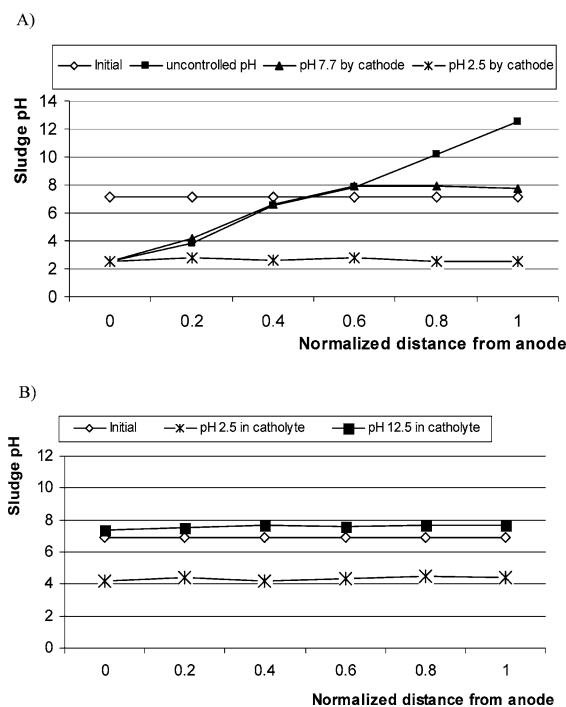 A)
Initial uncontrolled pH pH 7.7 by cathode pH 2.5 by cathode
Sludge pH
14
12
10
8
6
4
2
0
0 0.2 0.4 0.6 0.8 1
Normalized distance from anode
B)
Initial pH 2.5 in catholyte pH 12.5 in catholyte
Sludge pH
12
10
8
6
4
2
0
0 0.2 0.4 0.6 0.8 1
Normalized distance from anode